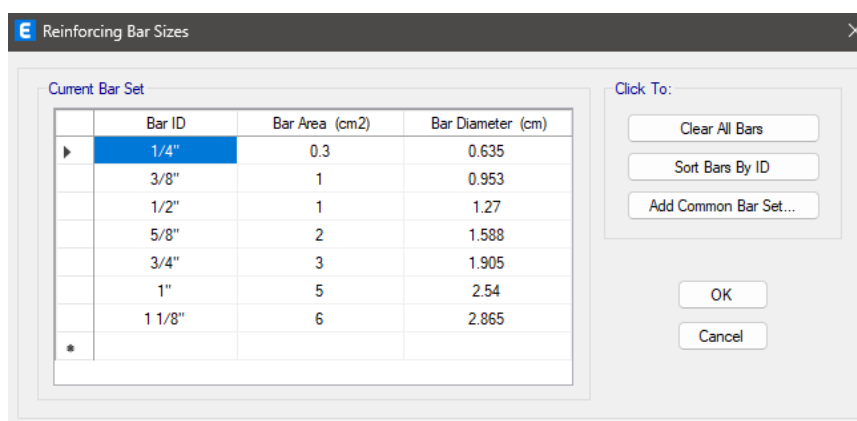 E Reinforcing Bar Sizes
Current Bar Set
Bar ID Bar Area (cm2) Bar Diameter (cm)
1/4" 0.3 0.635
3/8" 1 0.953
1/2" 1 1.27
5/8" 2 1.588
3/4" 3 1.905
1" 5 2.54
1 1/8" 6 2.865
*
Click To:
Clear All Bars
Sort Bars By ID
Add Common Bar Set...
OK
Cancel